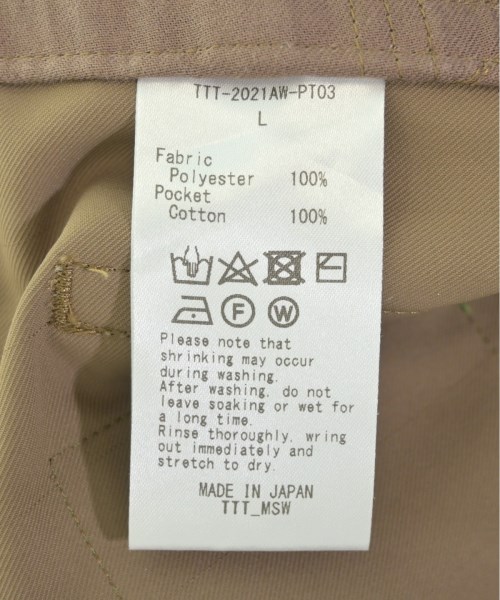 TTT-2021AW-PT03
L
Fabric
Polyester 100%
Pocket
Cotton 100%
F W
Please note that
shrinking may occur
during washing.
After washing, do not
leave soaking or wet for
a long time.
Rinse thoroughly, wring
out immediately and
stretch to dry.
MADE IN JAPAN
TTT_MSW